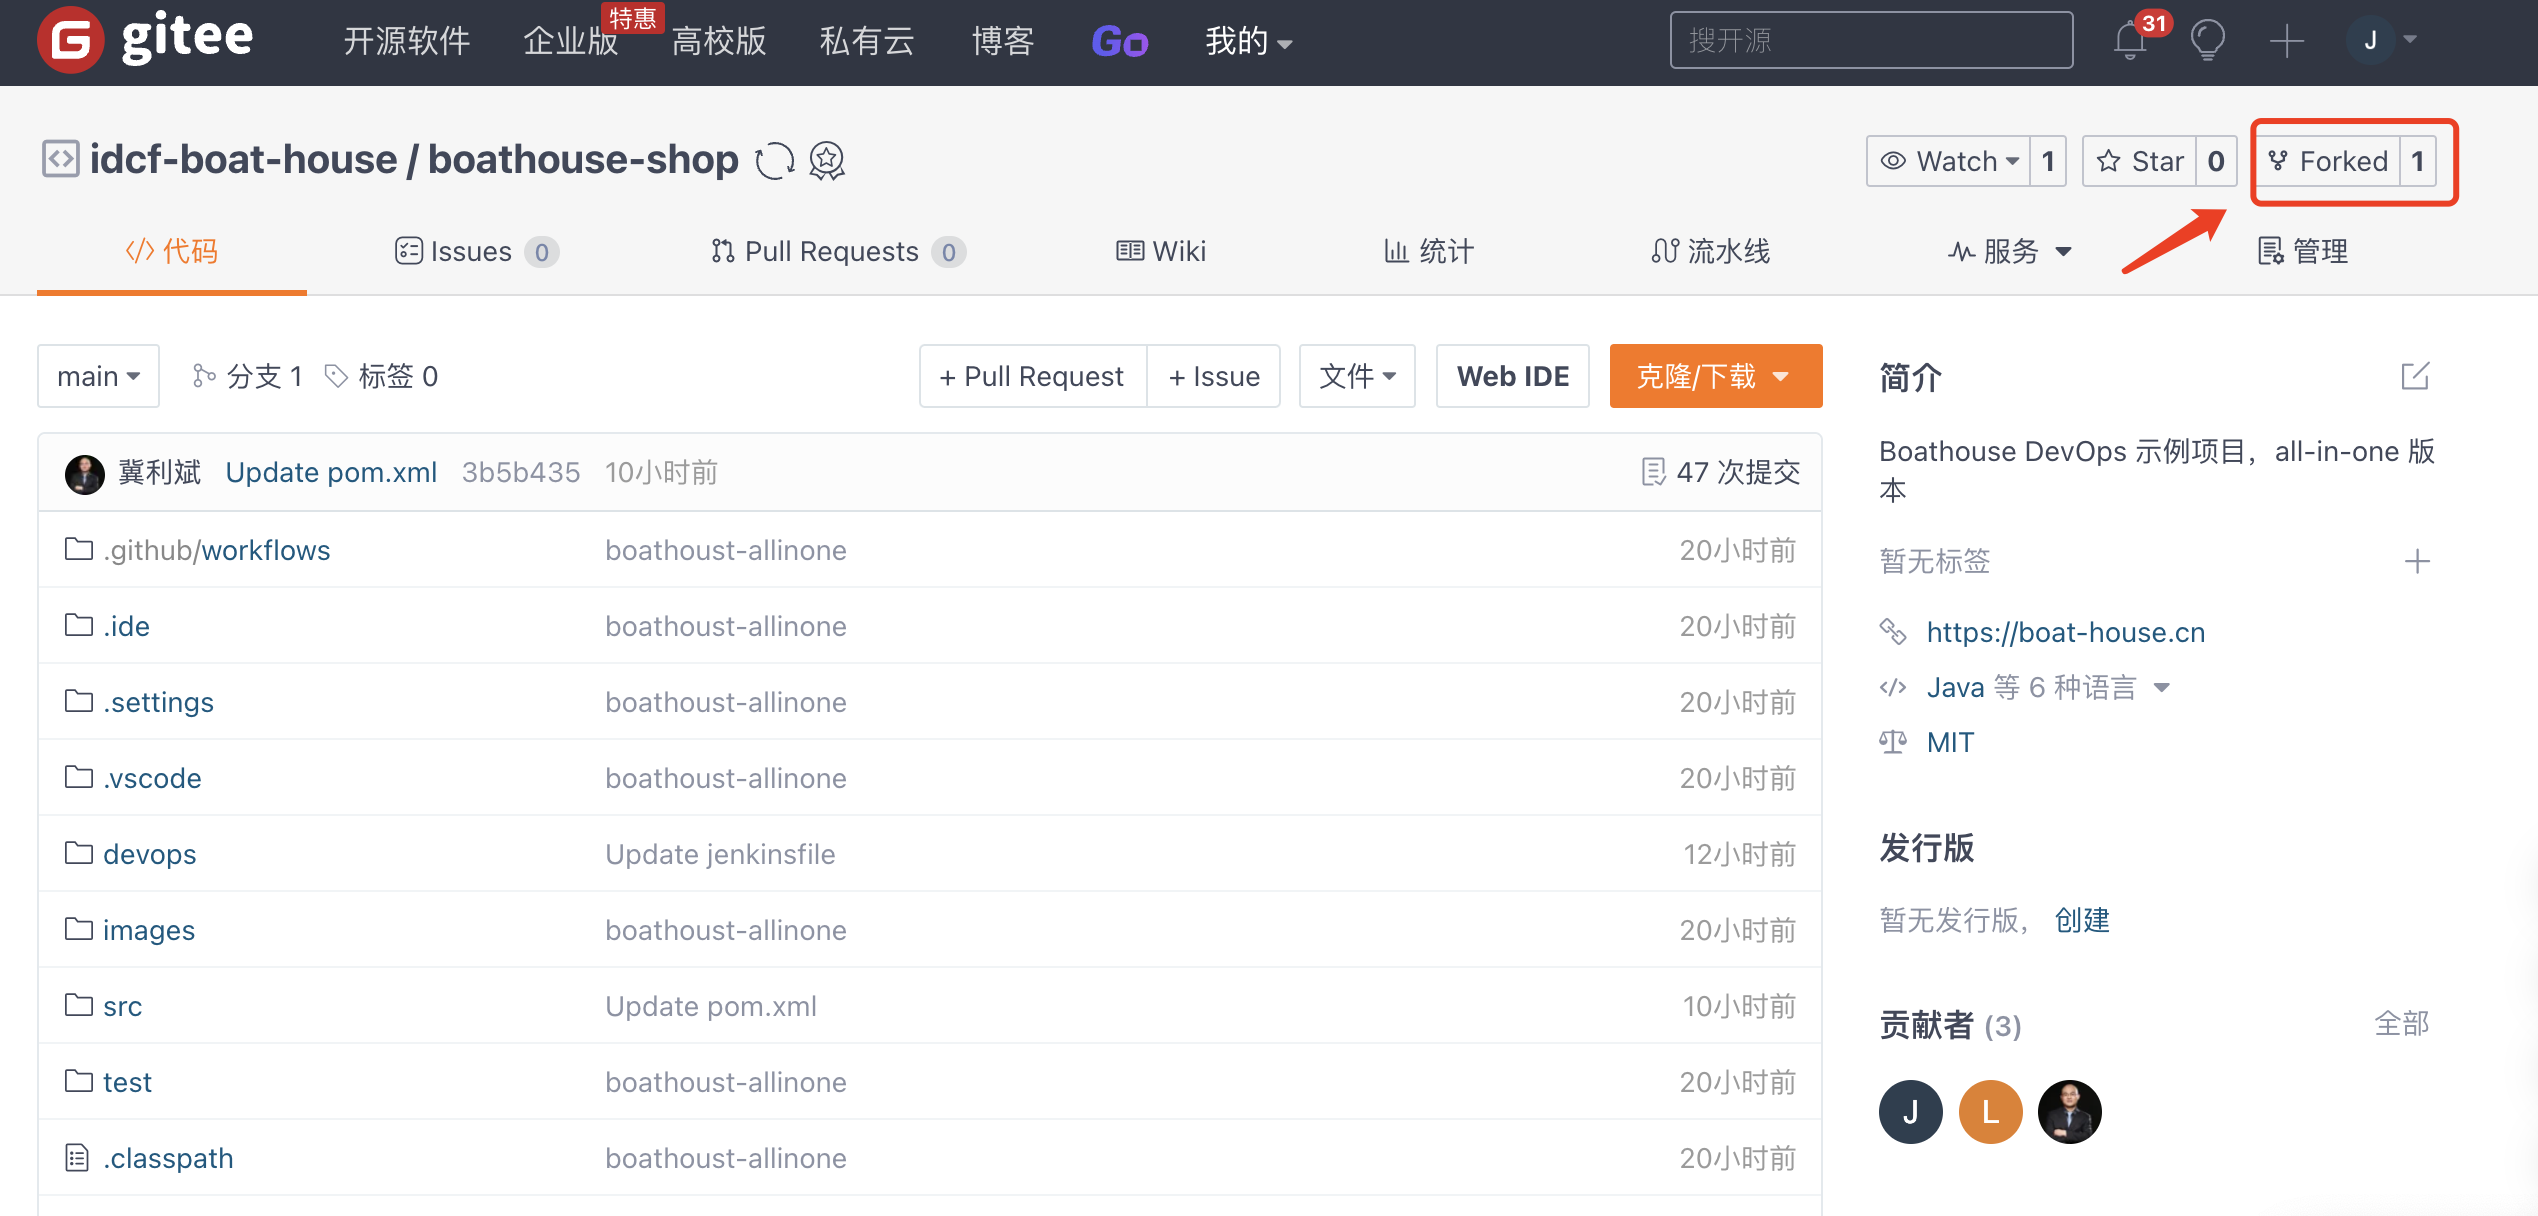 gitee 开源软件 企业版 特惠 高校版 私有云 博客 Go 我的 搜开源 31 J
idcf-boat-house / boathouse-shop Watch 1 Star 0 Forked 1
</> 代码 Issues 0 Pull Requests 0 Wiki 统计 流水线 服务 管理
main 分支 1 标签 0 + Pull Request + Issue 文件 Web IDE 克隆/下载
冀利斌 Update pom.xml 3b5b435 10小时前 47 次提交
.github/workflows boathoust-allinone 20小时前
.ide boathoust-allinone 20小时前
.settings boathoust-allinone 20小时前
.vscode boathoust-allinone 20小时前
devops Update jenkinsfile 12小时前
images boathoust-allinone 20小时前
src Update pom.xml 10小时前
test boathoust-allinone 20小时前
.classpath boathoust-allinone 20小时前
简介
Boathouse DevOps 示例项目，all-in-one 版
本
暂无标签
https://boat-house.cn
Java 等 6 种语言
MIT
发行版
暂无发行版， 创建
贡献者 (3) 全部
J L